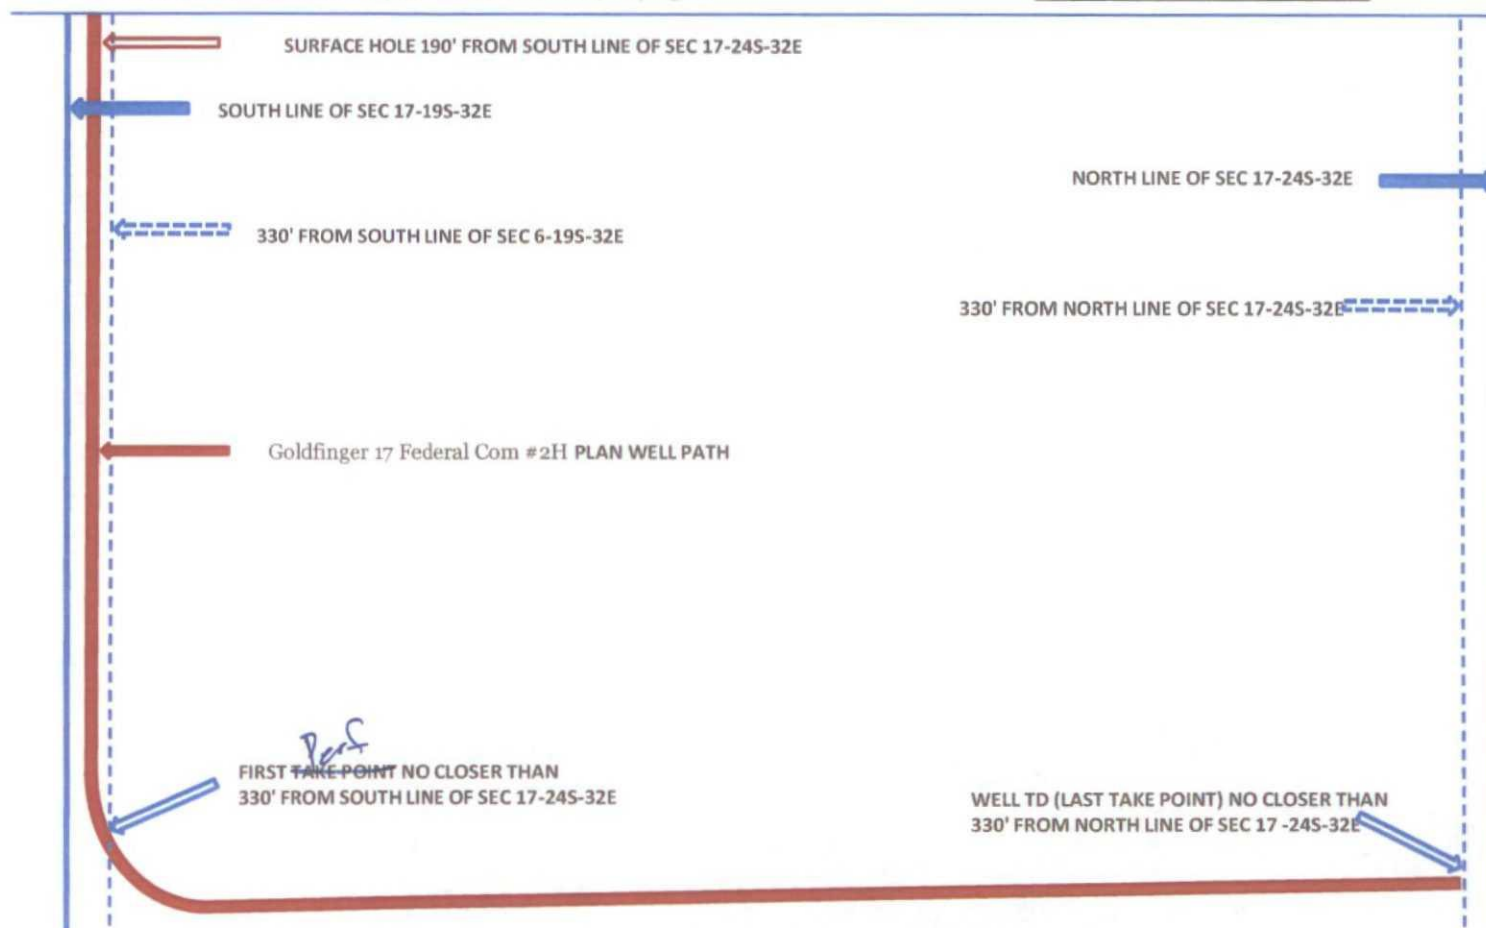 SURFACE HOLE 190' FROM SOUTH LINE OF SEC 17-24S-32E
SOUTH LINE OF SEC 17-19S-32E
NORTH LINE OF SEC 17-24S-32E
330' FROM SOUTH LINE OF SEC 6-19S-32E
330' FROM NORTH LINE OF SEC 17-24S-32E
Goldfinger 17 Federal Com #2H PLAN WELL PATH
Perf
FIRST TAKE POINT NO CLOSER THAN
330' FROM SOUTH LINE OF SEC 17-24S-32E
WELL TD (LAST TAKE POINT) NO CLOSER THAN
330' FROM NORTH LINE OF SEC 17 -24S-32E